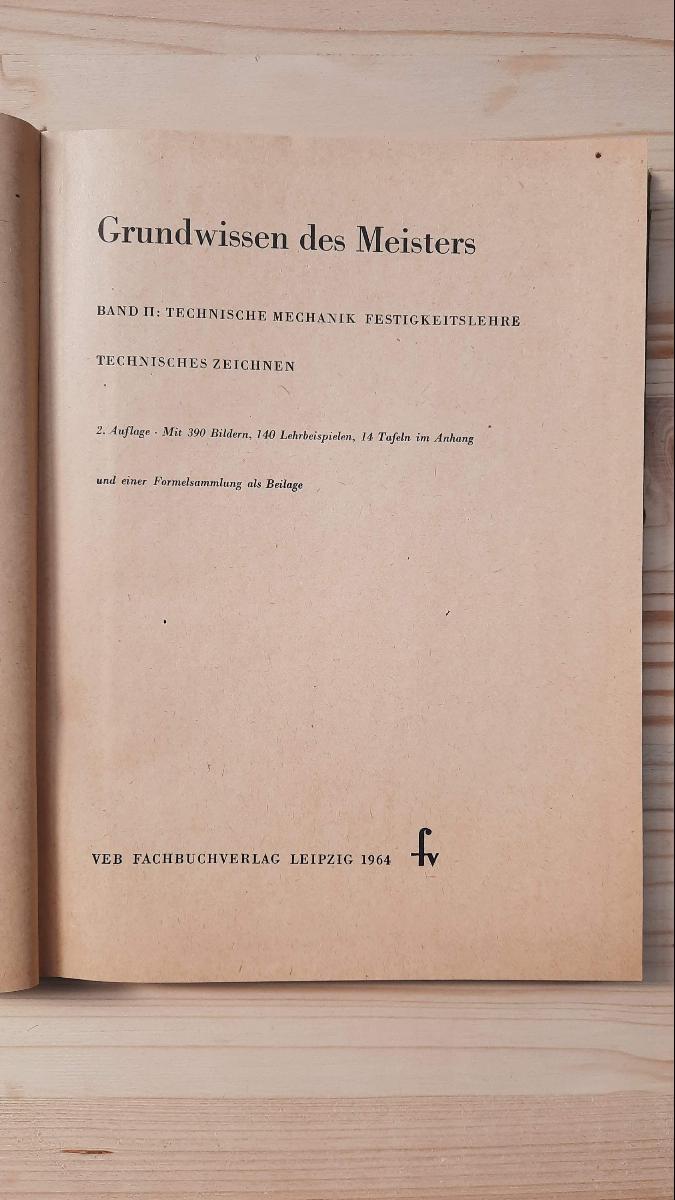 Grundwissen des Meisters
BAND II: TECHNISCHE MECHANIK FESTIGKEITSLEHRE
TECHNISCHES ZEICHNEN
2. Auflage · Mit 390 Bildern, 140 Lehrbeispielen, 14 Tafeln im Anhang
und einer Formelsammlung als Beilage
VEB FACHBUCHVERLAG LEIPZIG 1964 fv